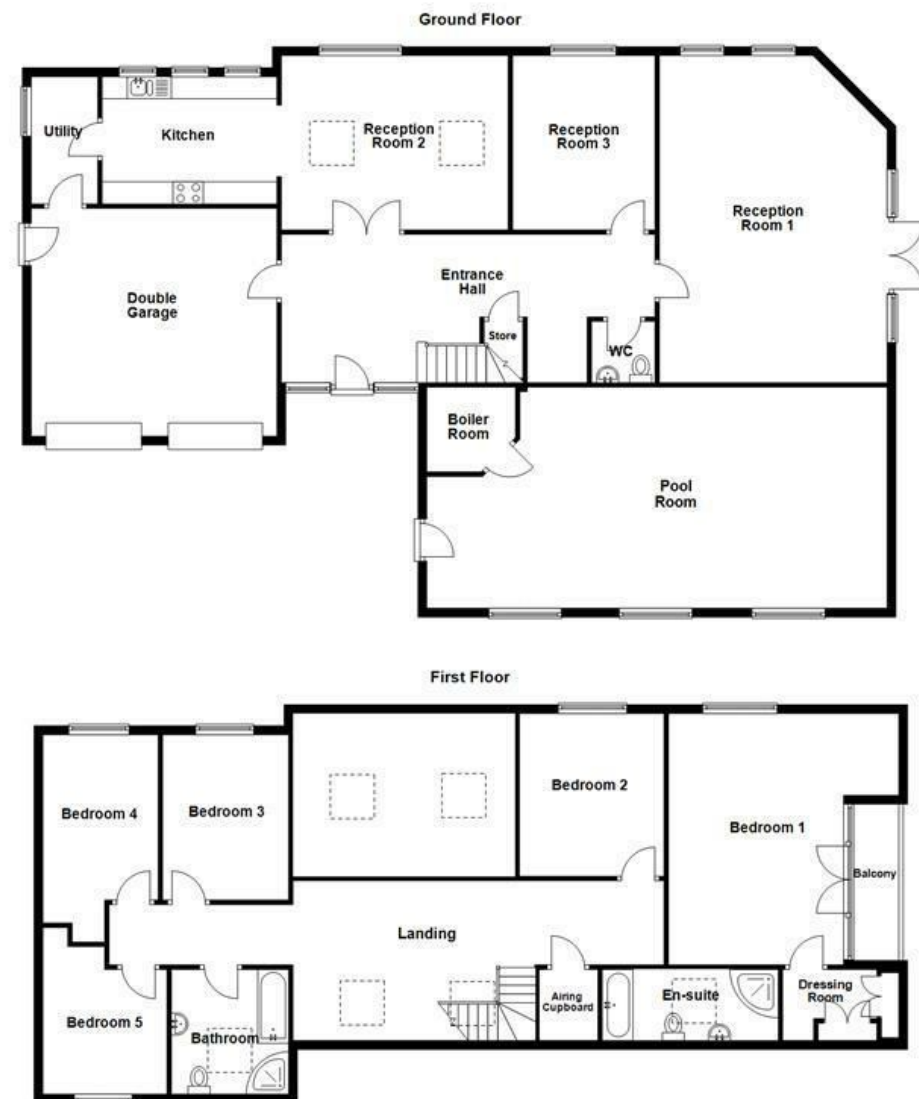 Ground Floor
Utility
Kitchen
Reception
Room 2
Reception
Room 3
Reception
Room 1
Double
Garage
Entrance
Hall
Store
WC
Boiler
Room
Pool
Room
First Floor
Bedroom 4
Bedroom 3
Bedroom 2
Bedroom 1
Balcony
Landing
Bedroom 5
Bathroom
Airing
Cupboard
En-suite
Dressing
Room